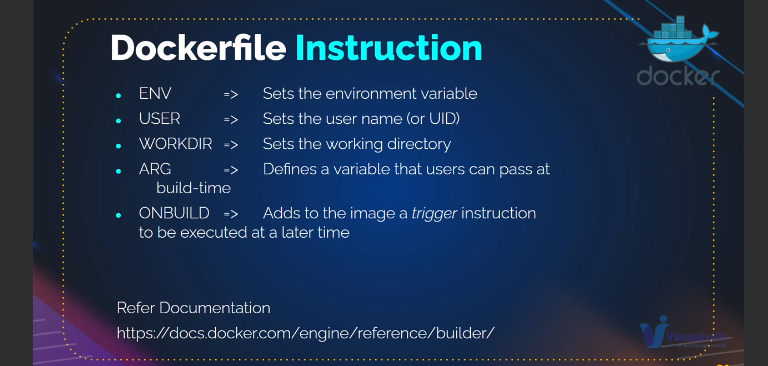 Dockerfile Instruction
docker
• ENV => Sets the environment variable
• USER => Sets the user name (or UID)
• WORKDIR => Sets the working directory
• ARG => Defines a variable that users can pass at
build-time
• ONBUILD => Adds to the image a trigger instruction
to be executed at a later time
Refer Documentation
https://docs.docker.com/engine/reference/builder/